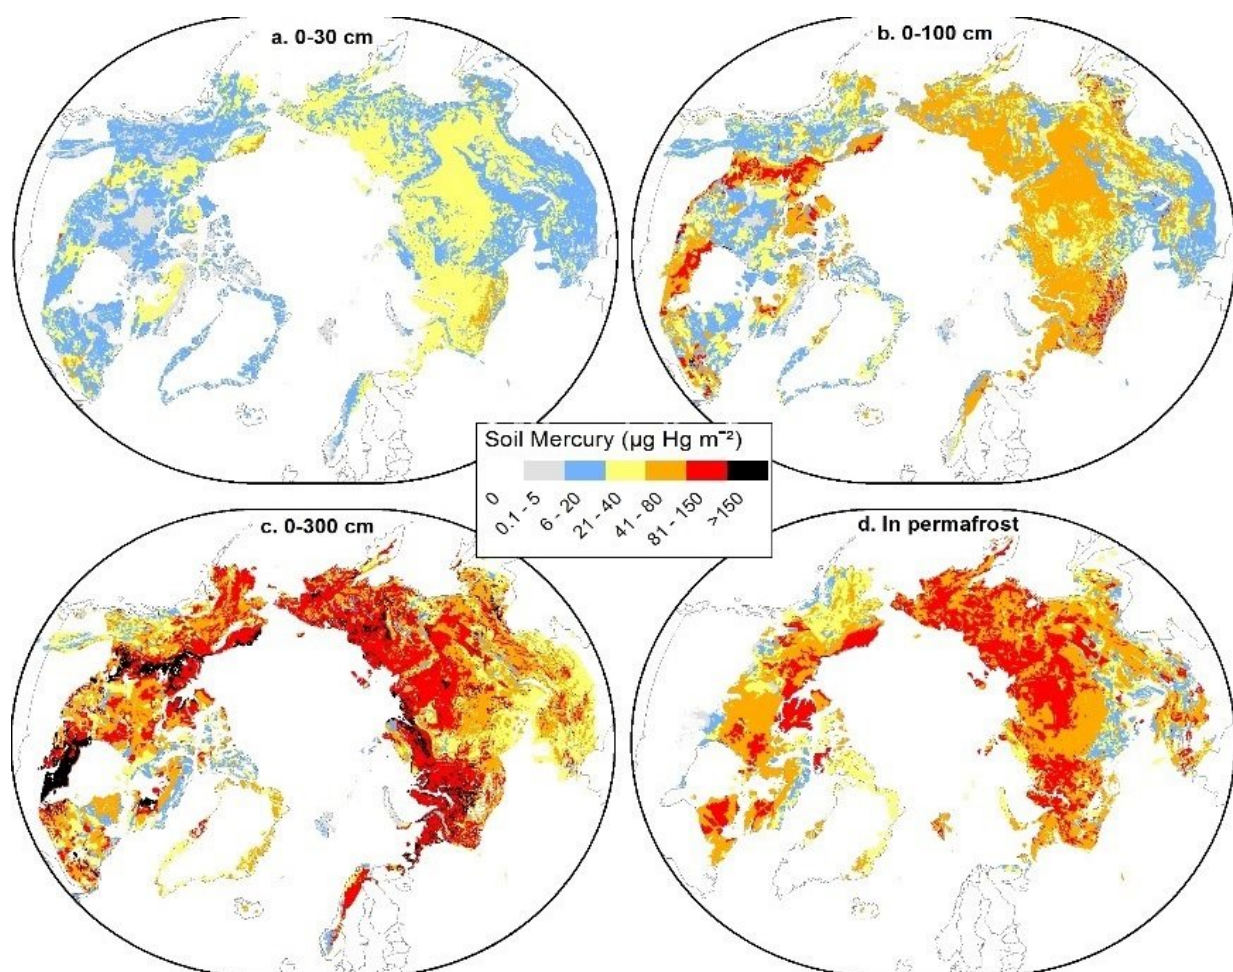 a. 0-30 cm
b. 0-100 cm
Soil Mercury (µg Hg m⁻²)
0
0.1 - 5
6 - 20
21 - 40
41 - 80
81 - 150
>150
c. 0-300 cm
d. In permafrost